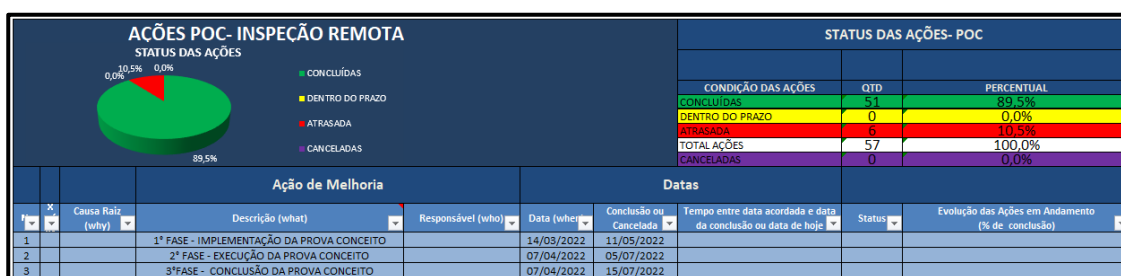 AÇÕES POC- INSPEÇÃO REMOTA
STATUS DAS AÇÕES
0,0% 10,5% 0,0%
89,5%
CONCLUÍDAS
DENTRO DO PRAZO
ATRASADA
CANCELADAS
STATUS DAS AÇÕES- POC
CONDIÇÃO DAS AÇÕES QTD PERCENTUAL
CONCLUÍDAS 51 89,5%
DENTRO DO PRAZO 0 0,0%
ATRASADA 6 10,5%
TOTAL AÇÕES 57 100,0%
CANCELADAS 0 0,0%
Ação de Melhoria Datas
Causa Raiz (why) Descrição (what) Responsável (who) Data (when) Conclusão ou Cancelada Tempo entre data acordada e data da conclusão ou data de hoje Status Evolução das Ações em Andamento (% de conclusão)
1 1ª FASE - IMPLEMENTAÇÃO DA PROVA CONCEITO 14/03/2022 11/05/2022
2 2ª FASE - EXECUÇÃO DA PROVA CONCEITO 07/04/2022 05/07/2022
3 3ªFASE - CONCLUSÃO DA PROVA CONCEITO 07/04/2022 15/07/2022